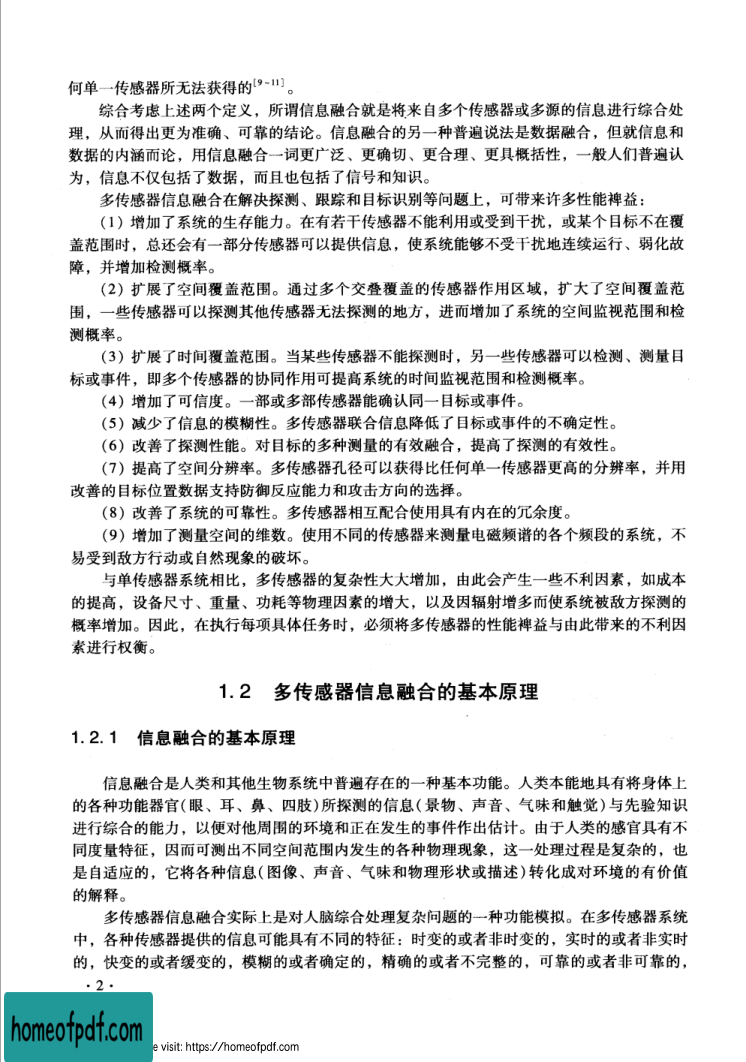 何单一传感器所无法获得的[9~11]。
综合考虑上述两个定义，所谓信息融合就是将来自多个传感器或多源的信息进行综合处
理，从而得出更为准确、可靠的结论。信息融合的另一种普遍说法是数据融合，但就信息和
数据的内涵而论，用信息融合一词更广泛、更确切、更合理、更具概括性，一般人们普遍认
为，信息不仅包括了数据，而且也包括了信号和知识。
多传感器信息融合在解决探测、跟踪和目标识别等问题上，可带来许多性能裨益：
（1）增加了系统的生存能力。在有若干传感器不能利用或受到干扰，或某个目标不在覆
盖范围时，总还会有一部分传感器可以提供信息，使系统能够不受干扰地连续运行、弱化故
障，并增加检测概率。
（2）扩展了空间覆盖范围。通过多个交叠覆盖的传感器作用区域，扩大了空间覆盖范
围，一些传感器可以探测其他传感器无法探测的地方，进而增加了系统的空间监视范围和检
测概率。
（3）扩展了时间覆盖范围。当某些传感器不能探测时，另一些传感器可以检测、测量目
标或事件，即多个传感器的协同作用可提高系统的时间监视范围和检测概率。
（4）增加了可信度。一部或多部传感器能确认同一目标或事件。
（5）减少了信息的模糊性。多传感器联合信息降低了目标或事件的不确定性。
（6）改善了探测性能。对目标的多种测量的有效融合，提高了探测的有效性。
（7）提高了空间分辨率。多传感器孔径可以获得比任何单一传感器更高的分辨率，并用
改善的目标位置数据支持防御反应能力和攻击方向的选择。
（8）改善了系统的可靠性。多传感器相互配合使用具有内在的冗余度。
（9）增加了测量空间的维数。使用不同的传感器来测量电磁频谱的各个频段的系统，不
易受到敌方行动或自然现象的破坏。
与单传感器系统相比，多传感器的复杂性大大增加，由此会产生一些不利因素，如成本
的提高，设备尺寸、重量、功耗等物理因素的增大，以及因辐射增多而使系统被敌方探测的
概率增加。因此，在执行每项具体任务时，必须将多传感器的性能裨益与由此带来的不利因
素进行权衡。
1.2 多传感器信息融合的基本原理
1.2.1 信息融合的基本原理
信息融合是人类和其他生物系统中普遍存在的一种基本功能。人类本能地具有将身体上
的各种功能器官（眼、耳、鼻、四肢）所探测的信息（景物、声音、气味和触觉）与先验知识
进行综合的能力，以便对他周围的环境和正在发生的事件作出估计。由于人类的感官具有不
同度量特征，因而可测出不同空间范围内发生的各种物理现象，这一处理过程是复杂的，也
是自适应的，它将各种信息（图像、声音、气味和物理形状或描述）转化成对环境的有价值
的解释。
多传感器信息融合实际上是对人脑综合处理复杂问题的一种功能模拟。在多传感器系统
中，各种传感器提供的信息可能具有不同的特征：时变的或者非时变的，实时的或者非实时
的，快变的或者缓变的，模糊的或者确定的，精确的或者不完整的，可靠的或者非可靠的，
·2·
homeofpdf.com
e visit: https://homeofpdf.com